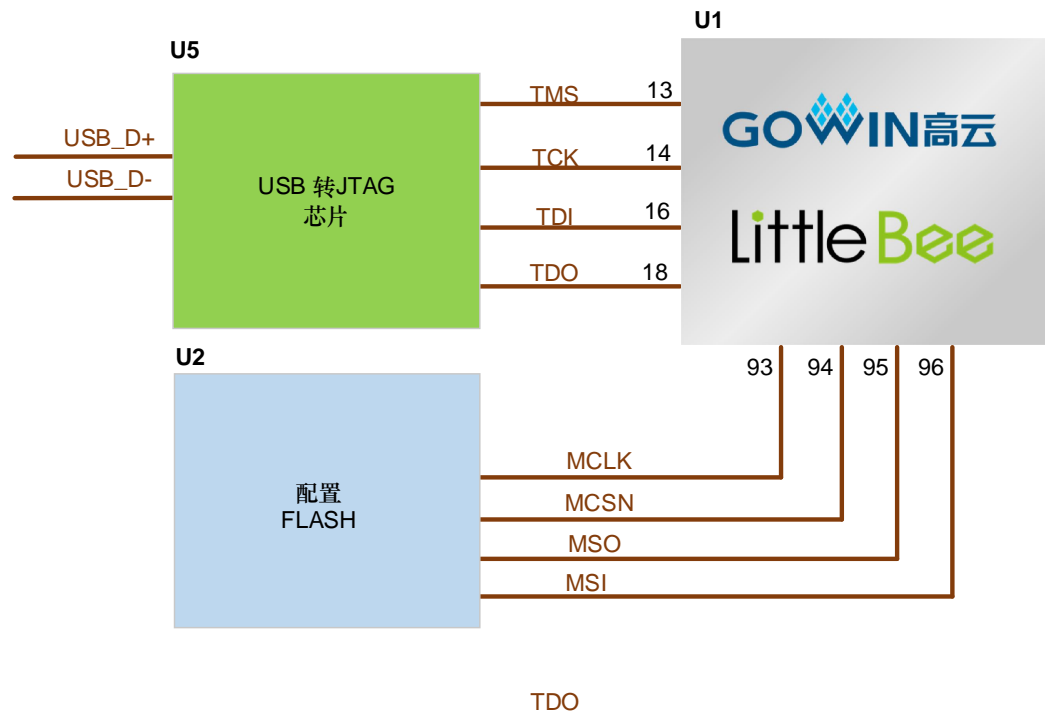 U1
U5
TMS 13
GOWIN高云
USB_D+
TCK 14
USB_D-
USB 转JTAG
芯片
TDI 16
LittleBee
TDO 18
U2
93 94 95 96
MCLK
配置
FLASH
MCSN
MSO
MSI
TDO